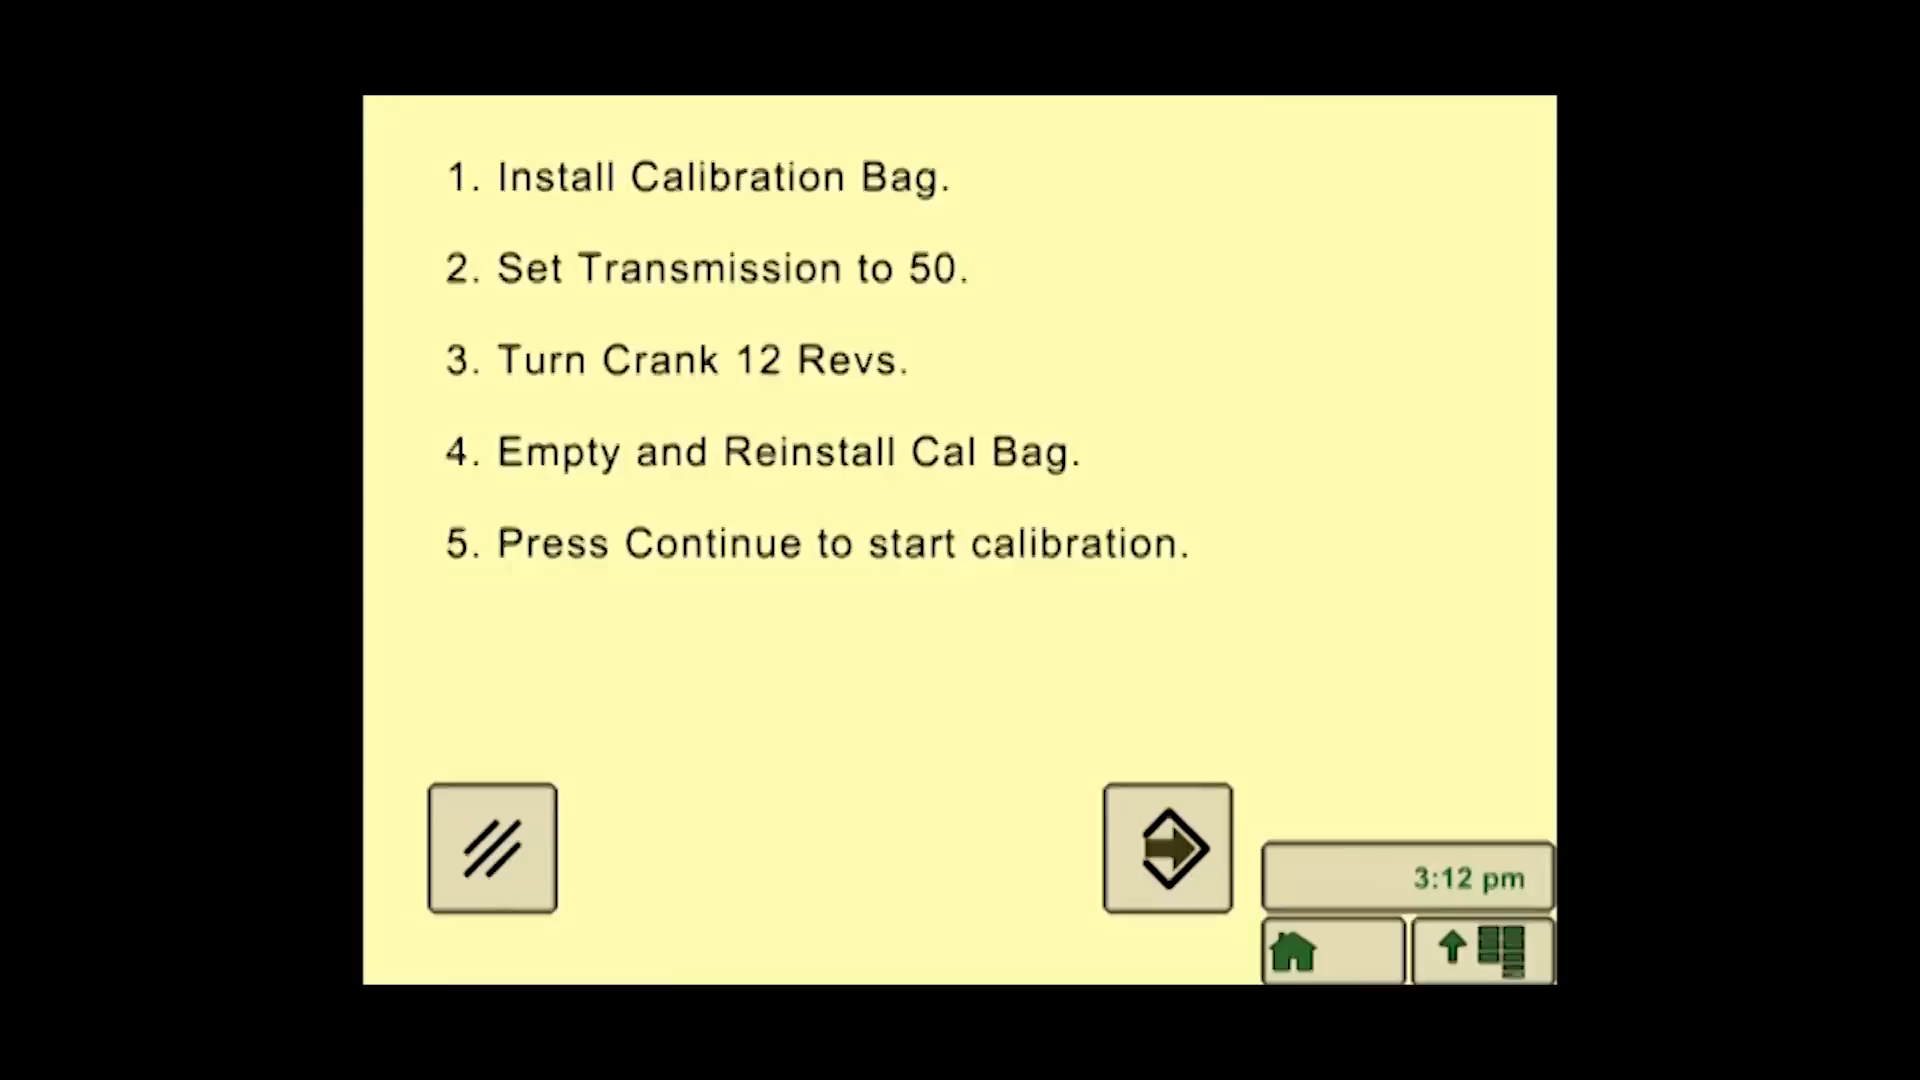 1. Install Calibration Bag.
2. Set Transmission to 50.
3. Turn Crank 12 Revs.
4. Empty and Reinstall Cal Bag.
5. Press Continue to start calibration.
3:12 pm